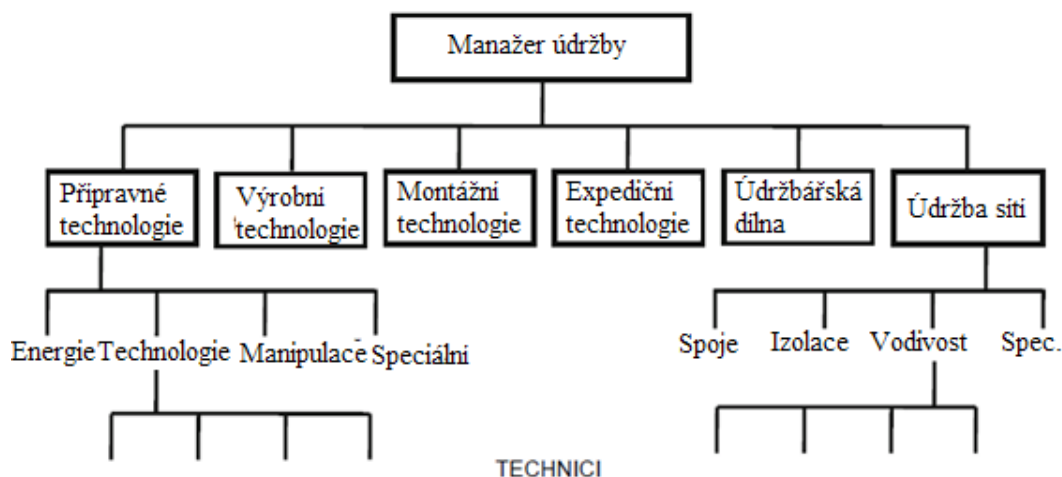 Manažer údržby
Přípravné
technologie
Výrobní
technologie
Montážní
technologie
Expediční
technologie
Údržbářská
dílna
Údržba sítí
Energie
Technologie
Manipulace
Speciální
Spoje
Izolace
Vodivost
Spec.
TECHNICI